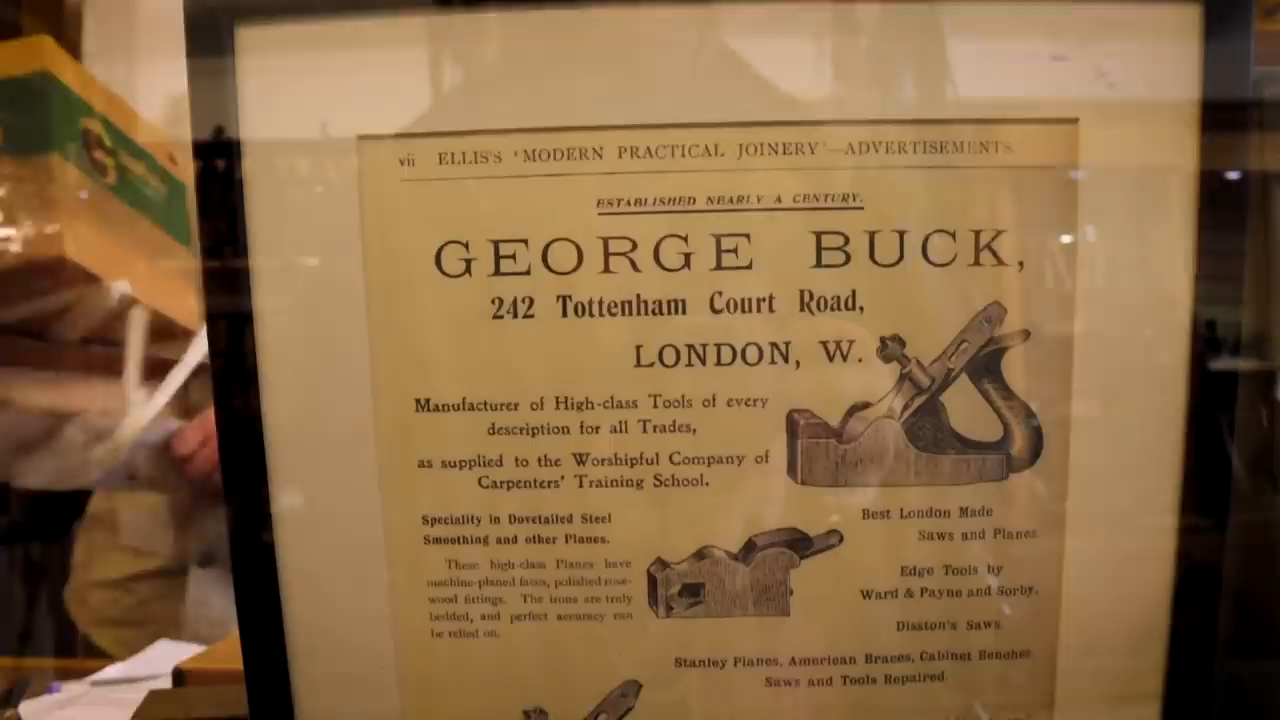 vii ELLIS'S 'MODERN PRACTICAL JOINERY'—ADVERTISEMENTS
ESTABLISHED NEARLY A CENTURY.
GEORGE BUCK,
242 Tottenham Court Road,
LONDON, W.
Manufacturer of High-class Tools of every
description for all Trades,
as supplied to the Worshipful Company of
Carpenters' Training School.
Speciality in Dovetailed Steel
Smoothing and other Planes.
These high-class Planes have
machine-planed faces, polished rose-
wood fittings. The irons are truly
bedded, and perfect accuracy can
be relied on.
Best London Made
Saws and Planes.
Edge Tools by
Ward & Payne and Sorby.
Disston's Saws.
Stanley Planes, American Braces, Cabinet Benches
Saws and Tools Repaired.